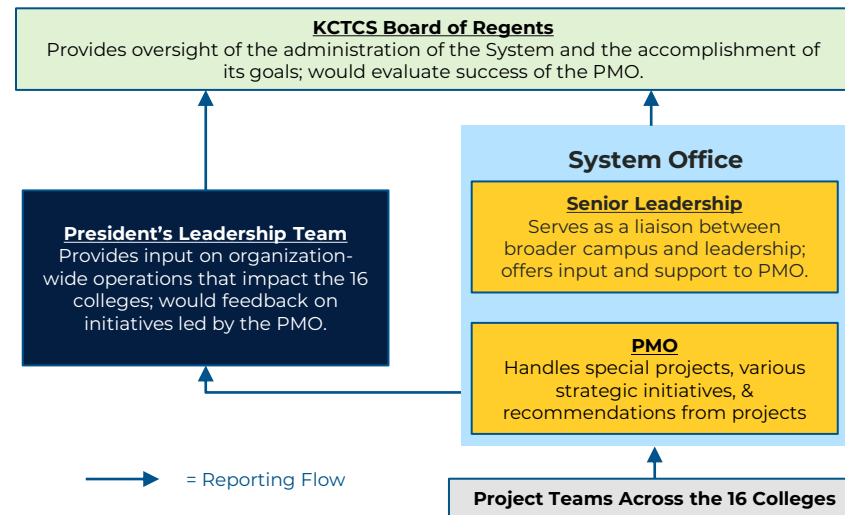 KCTCS Board of Regents
Provides oversight of the administration of the System and the accomplishment of
its goals; would evaluate success of the PMO.
System Office
Senior Leadership
Serves as a liaison between
broader campus and leadership;
offers input and support to PMO.
President’s Leadership Team
Provides input on organization-
wide operations that impact the 16
colleges; would feedback on
initiatives led by the PMO.
PMO
Handles special projects, various
strategic initiatives, &
recommendations from projects
= Reporting Flow
Project Teams Across the 16 Colleges